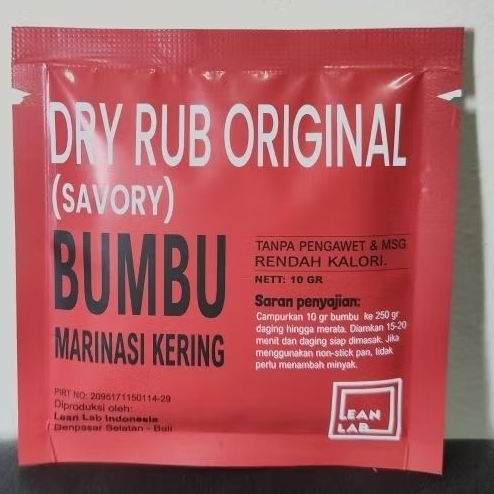 DRY RUB ORIGINAL
(SAVORY)
BUMBU
MARINASI KERING
TANPA PENGAWET & MSG
RENDAH KALORI.
NETT: 10 GR
Saran penyajian:
Campurkan 10 gr bumbu ke 250 gr
daging hingga merata. Diamkan 15-20
menit dan daging siap dimasak. Jika
menggunakan non-stick pan, tidak
pertu menambah minyak.
PIRT NO: 2095171150114-29
Diproduksi oleh:
Lean Lab Indonesia
Denpasar Selatan - Bali
LEAN
LAB